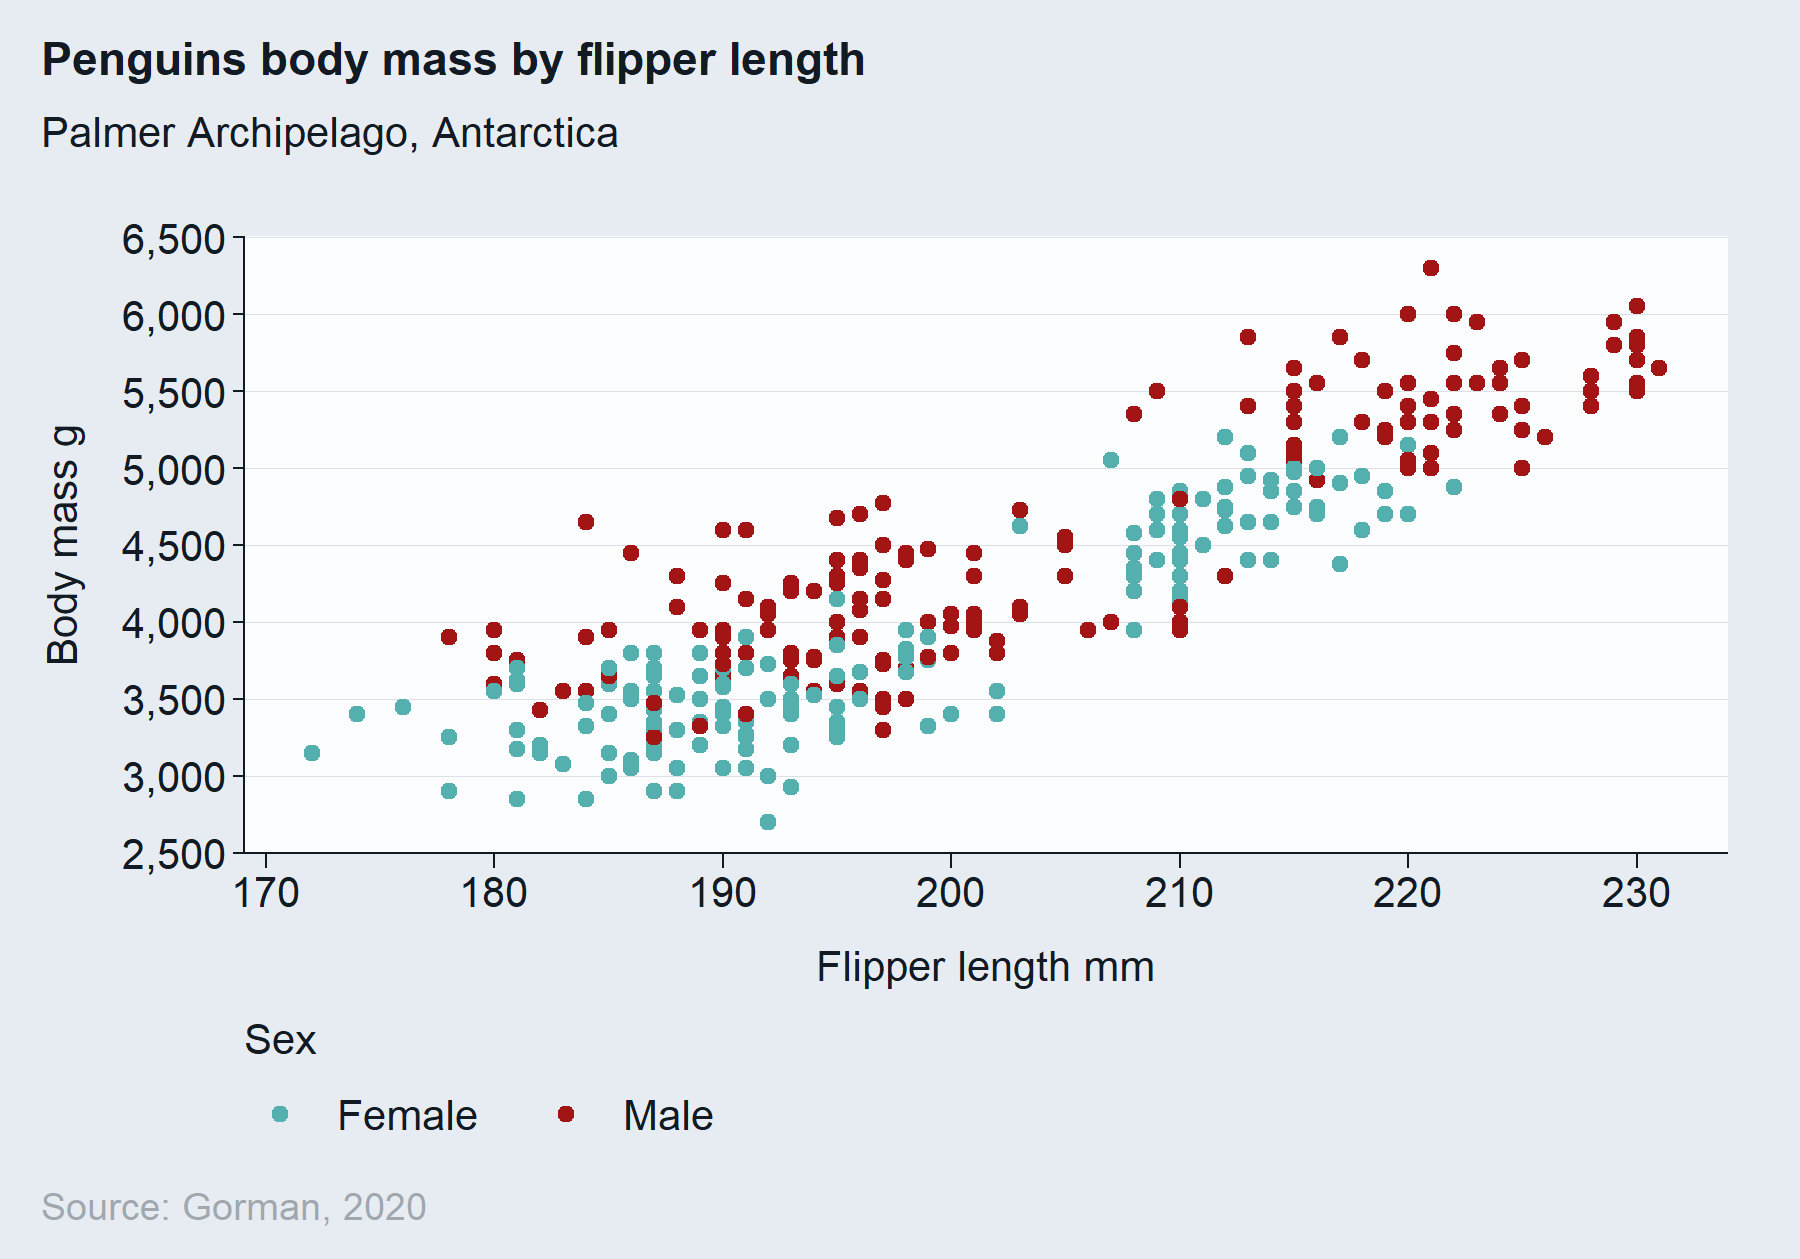 Penguins body mass by flipper length
Palmer Archipelago, Antarctica
Body mass g
6,500
6,000
5,500
5,000
4,500
4,000
3,500
3,000
2,500
170 180 190 200 210 220 230
Flipper length mm
Sex
Female Male
Source: Gorman, 2020